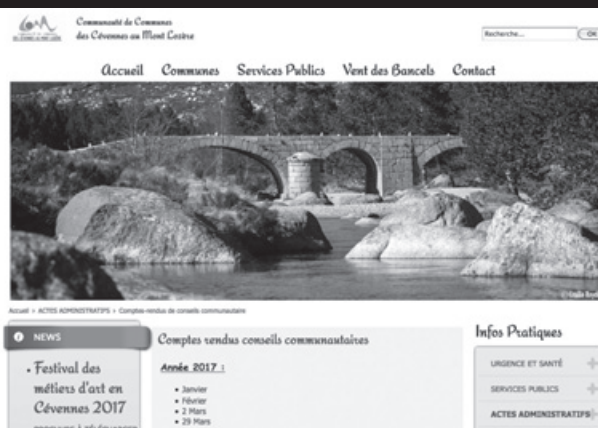 Communauté de Communes
des Cévennes au Mont Lozère
Recherche...
OK
Accueil Communes Services Publics Vent des Bancels Contact
Accueil > ACTES ADMINISTRATIFS > Comptes-rendus de conseils communautaire
NEWS
• Festival des
métiers d'art en
Cévennes 2017
Comptes rendus conseils communautaires
Année 2017 :
• Janvier
• Février
• 2 Mars
• 29 Mars
Infos Pratiques
URGENCE ET SANTÉ
SERVICES PUBLICS
ACTES ADMINISTRATIFS